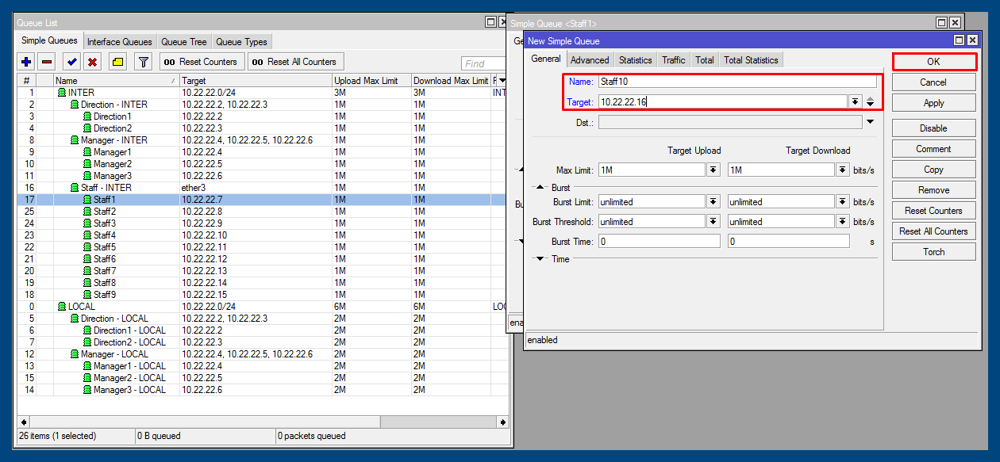 Queue List
Simple Queues Interface Queues Queue Tree Queue Types
00 Reset Counters 00 Reset All Counters Find
# Name Target Upload Max Limit Download Max Limit
1 INTER 10.22.22.0/24 3M 3M INT
2 Direction - INTER 10.22.22.2, 10.22.22.3 1M 1M
3 Direction1 10.22.22.2 1M 1M
4 Direction2 10.22.22.3 1M 1M
8 Manager - INTER 10.22.22.4, 10.22.22.5, 10.22.22.6 1M 1M
9 Manager1 10.22.22.4 1M 1M
10 Manager2 10.22.22.5 1M 1M
11 Manager3 10.22.22.6 1M 1M
16 Staff - INTER ether3 1M 1M
17 Staff1 10.22.22.7 1M 1M
25 Staff2 10.22.22.8 1M 1M
24 Staff3 10.22.22.9 1M 1M
23 Staff4 10.22.22.10 1M 1M
22 Staff5 10.22.22.11 1M 1M
21 Staff6 10.22.22.12 1M 1M
20 Staff7 10.22.22.13 1M 1M
19 Staff8 10.22.22.14 1M 1M
18 Staff9 10.22.22.15 1M 1M
0 LOCAL 10.22.22.0/24 6M 6M LOC
5 Direction - LOCAL 10.22.22.2, 10.22.22.3 2M 2M
6 Direction1 - LOCAL 10.22.22.2 2M 2M
7 Direction2 - LOCAL 10.22.22.3 2M 2M
12 Manager - LOCAL 10.22.22.4, 10.22.22.5, 10.22.22.6 2M 2M
13 Manager1 - LOCAL 10.22.22.4 2M 2M
15 Manager2 - LOCAL 10.22.22.5 2M 2M
14 Manager3 - LOCAL 10.22.22.6 2M 2M
26 items (1 selected) 0 B queued 0 packets queued
Simple Queue <Staff1>
Ge
Bu
ena
New Simple Queue
General Advanced Statistics Traffic Total Total Statistics
Name: Staff10
Target: 10.22.22.16
Dst.:
Target Upload Target Download
Max Limit: 1M 1M bits/s
Burst
Burst Limit: unlimited unlimited bits/s
Burst Threshold: unlimited unlimited bits/s
Burst Time: 0 0 s
Time
enabled
OK
Cancel
Apply
Disable
Comment
Copy
Remove
Reset Counters
Reset All Counters
Torch